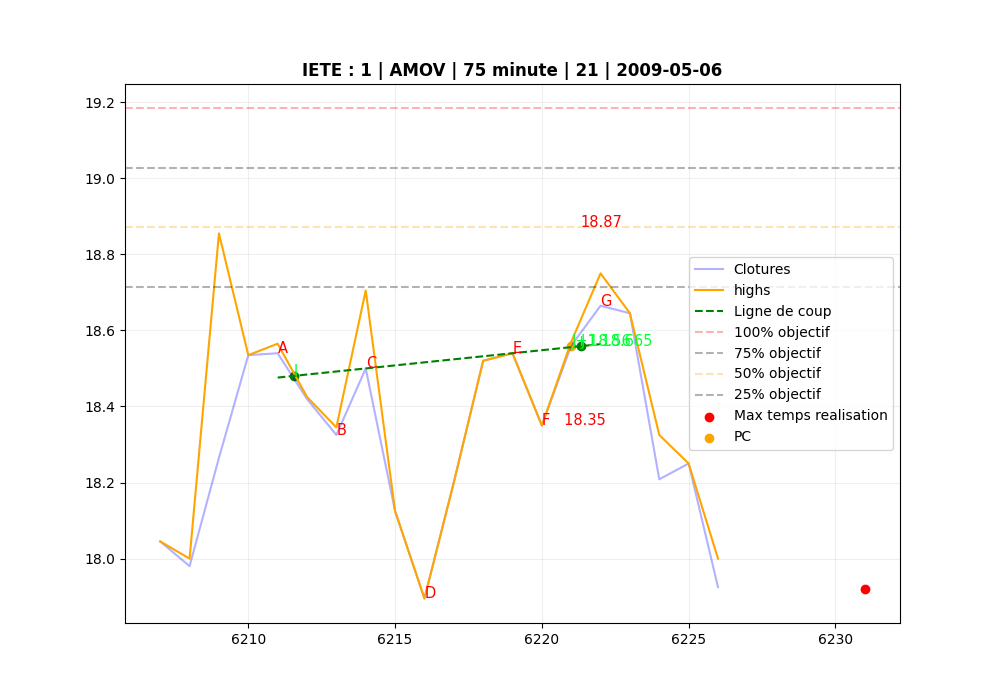 IETE : 1 | AMOV | 75 minute | 21 | 2009-05-06
19.2
19.0
18.8
18.6
18.4
18.2
18.0
18.87
G
A
C
E
I
B
F 18.35
D
Clotures
highs
Ligne de coup
100% objectif
75% objectif
50% objectif
25% objectif
Max temps realisation
PC
6210
6215
6220
6225
6230